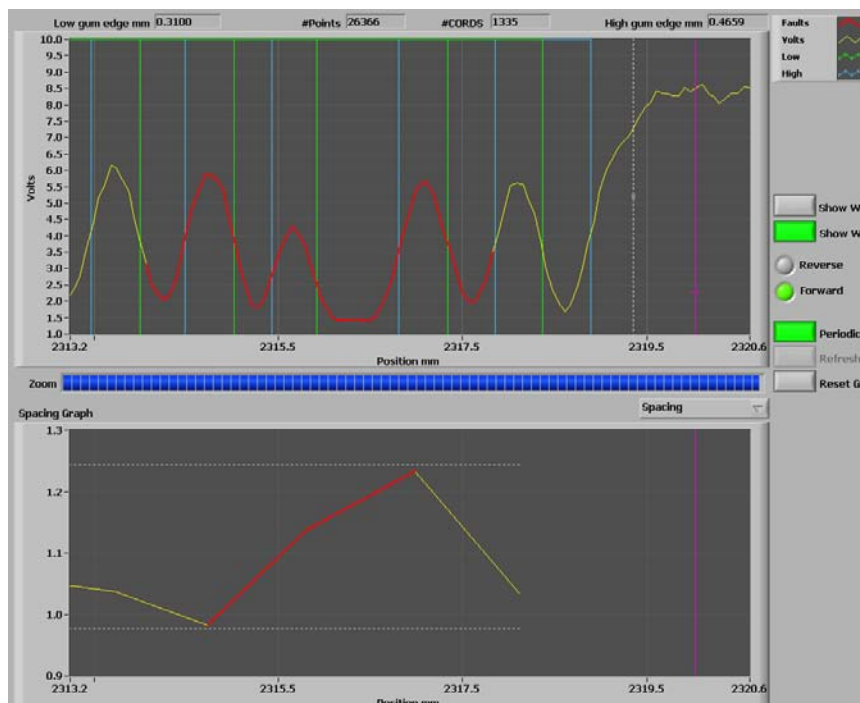 Low gum edge mm 0.3100 #Points 26366 #CORDS 1335 High gum edge mm 0.4659
Faults
Volts
Low
High
10.0
9.5
9.0
8.5
8.0
7.5
7.0
6.5
6.0
5.5
5.0
4.5
4.0
3.5
3.0
2.5
2.0
1.5
1.0
Volts
2313.2 2315.5 2317.5 2319.5 2320.6
Position mm
Show W
Show W
Reverse
Forward
Periodic
Refresh
Reset G
Zoom
Spacing Graph
Spacing
1.3
1.2
1.1
1.0
0.9
2313.2 2315.5 2317.5 2319.5 2320.6
Position mm